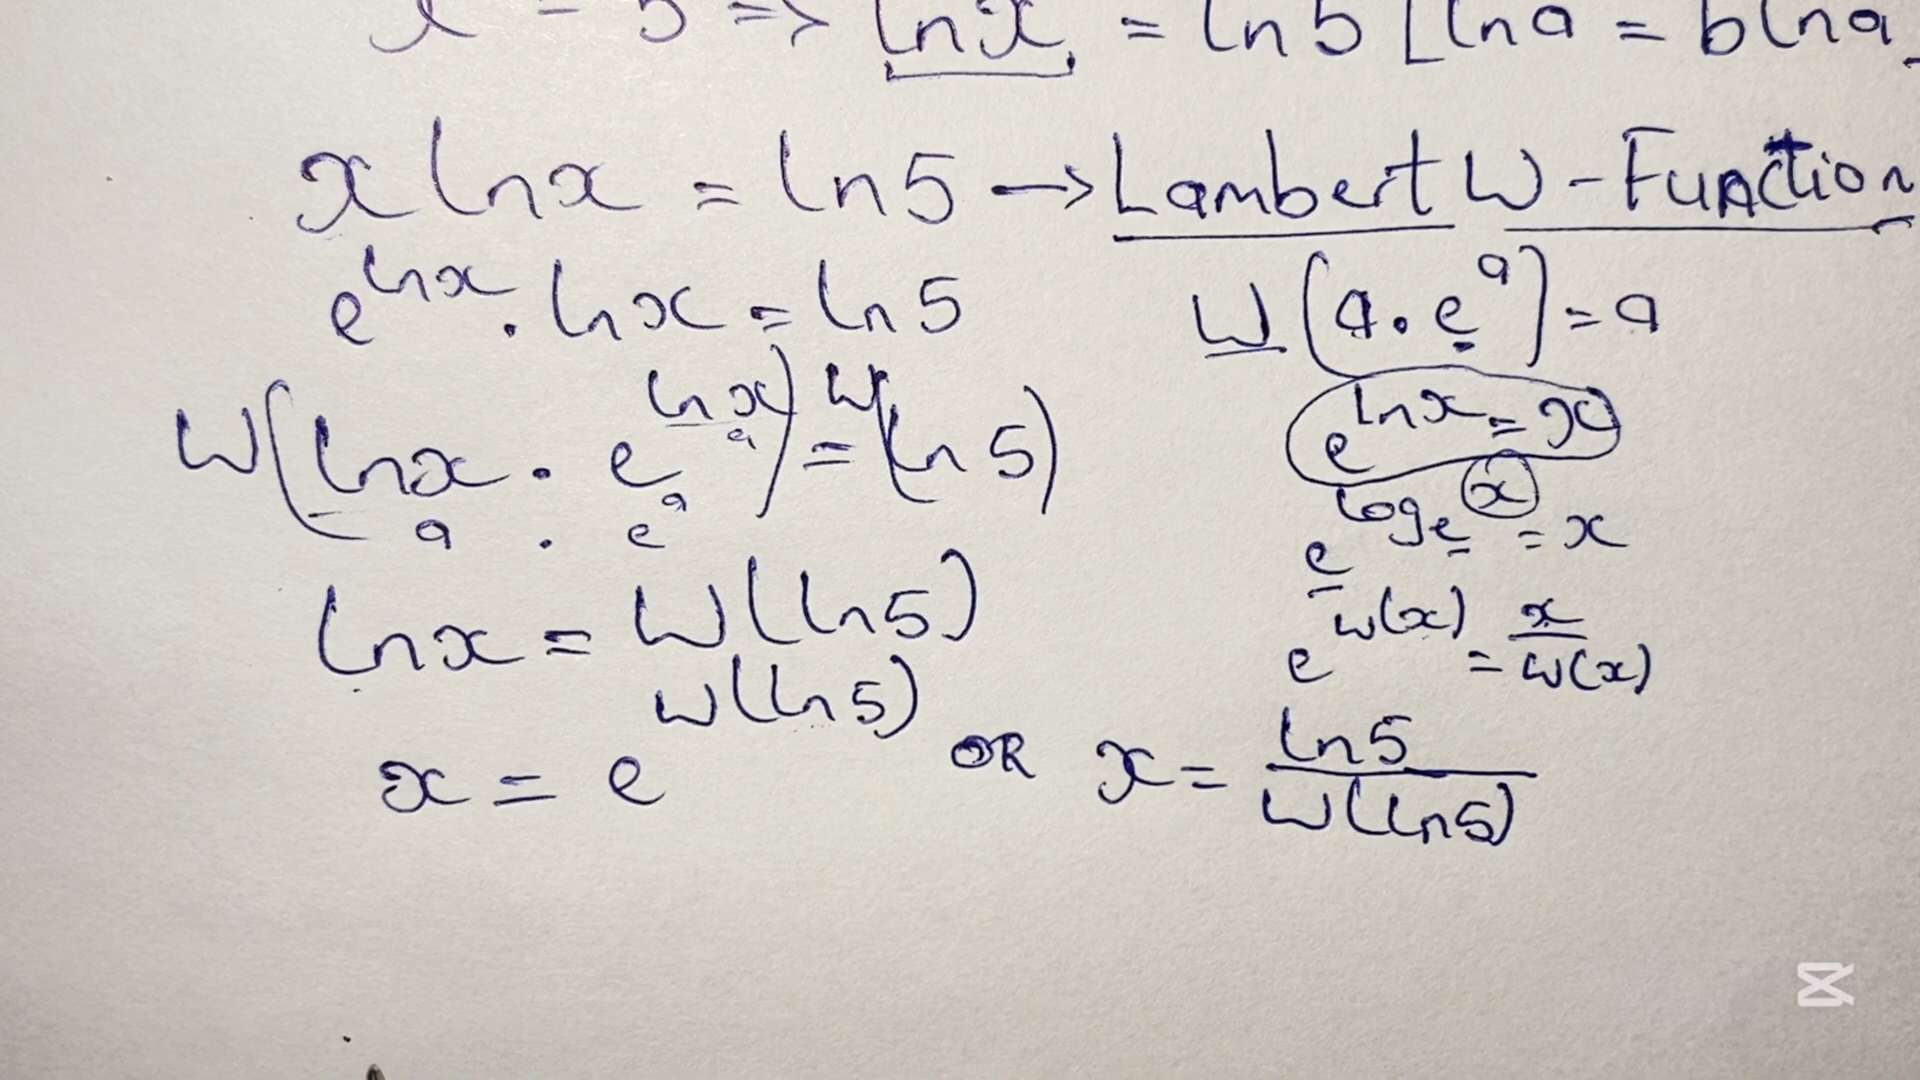 x = 5 => ln x = ln 5 [ln a = b ln a]
x ln x = ln 5 → Lambert W - Function
e^{ln x} . ln x = ln 5
W(a . e^a) = a
W(ln x . e^{ln x}) = W(ln 5)
a . e^a
e^{ln x} = x
e^{log_e x} = x
ln x = W(ln 5)
e^{W(x)} = x / W(x)
x = e^{W(ln 5)} OR x = ln 5 / W(ln 5)